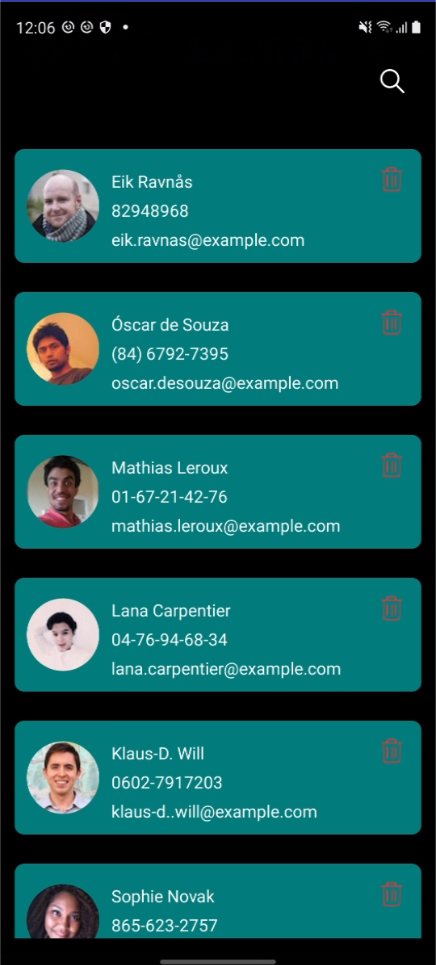 12:06
Eik Ravnås
82948968
eik.ravnas@example.com
Óscar de Souza
(84) 6792-7395
oscar.desouza@example.com
Mathias Leroux
01-67-21-42-76
mathias.leroux@example.com
Lana Carpentier
04-76-94-68-34
lana.carpentier@example.com
Klaus-D. Will
0602-7917203
klaus-d..will@example.com
Sophie Novak
865-623-2757